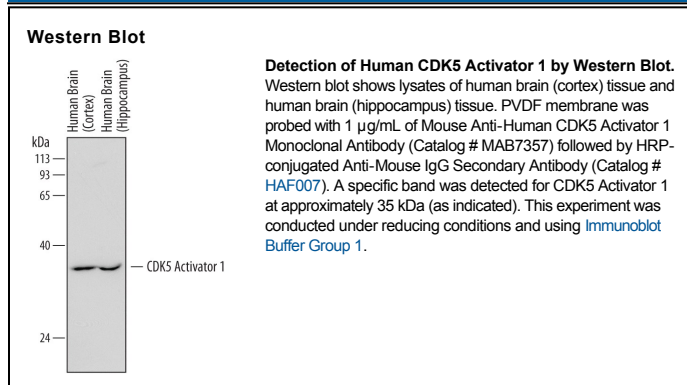 Western Blot
Human Brain
(Cortex)
Human Brain
(Hippocampus)
kDa
113
93
65
40
24
CDK5 Activator 1
Detection of Human CDK5 Activator 1 by Western Blot.
Western blot shows lysates of human brain (cortex) tissue and
human brain (hippocampus) tissue. PVDF membrane was
probed with 1 µg/mL of Mouse Anti-Human CDK5 Activator 1
Monoclonal Antibody (Catalog # MAB7357) followed by HRP-
conjugated Anti-Mouse IgG Secondary Antibody (Catalog #
HAF007). A specific band was detected for CDK5 Activator 1
at approximately 35 kDa (as indicated). This experiment was
conducted under reducing conditions and using Immunoblot
Buffer Group 1.